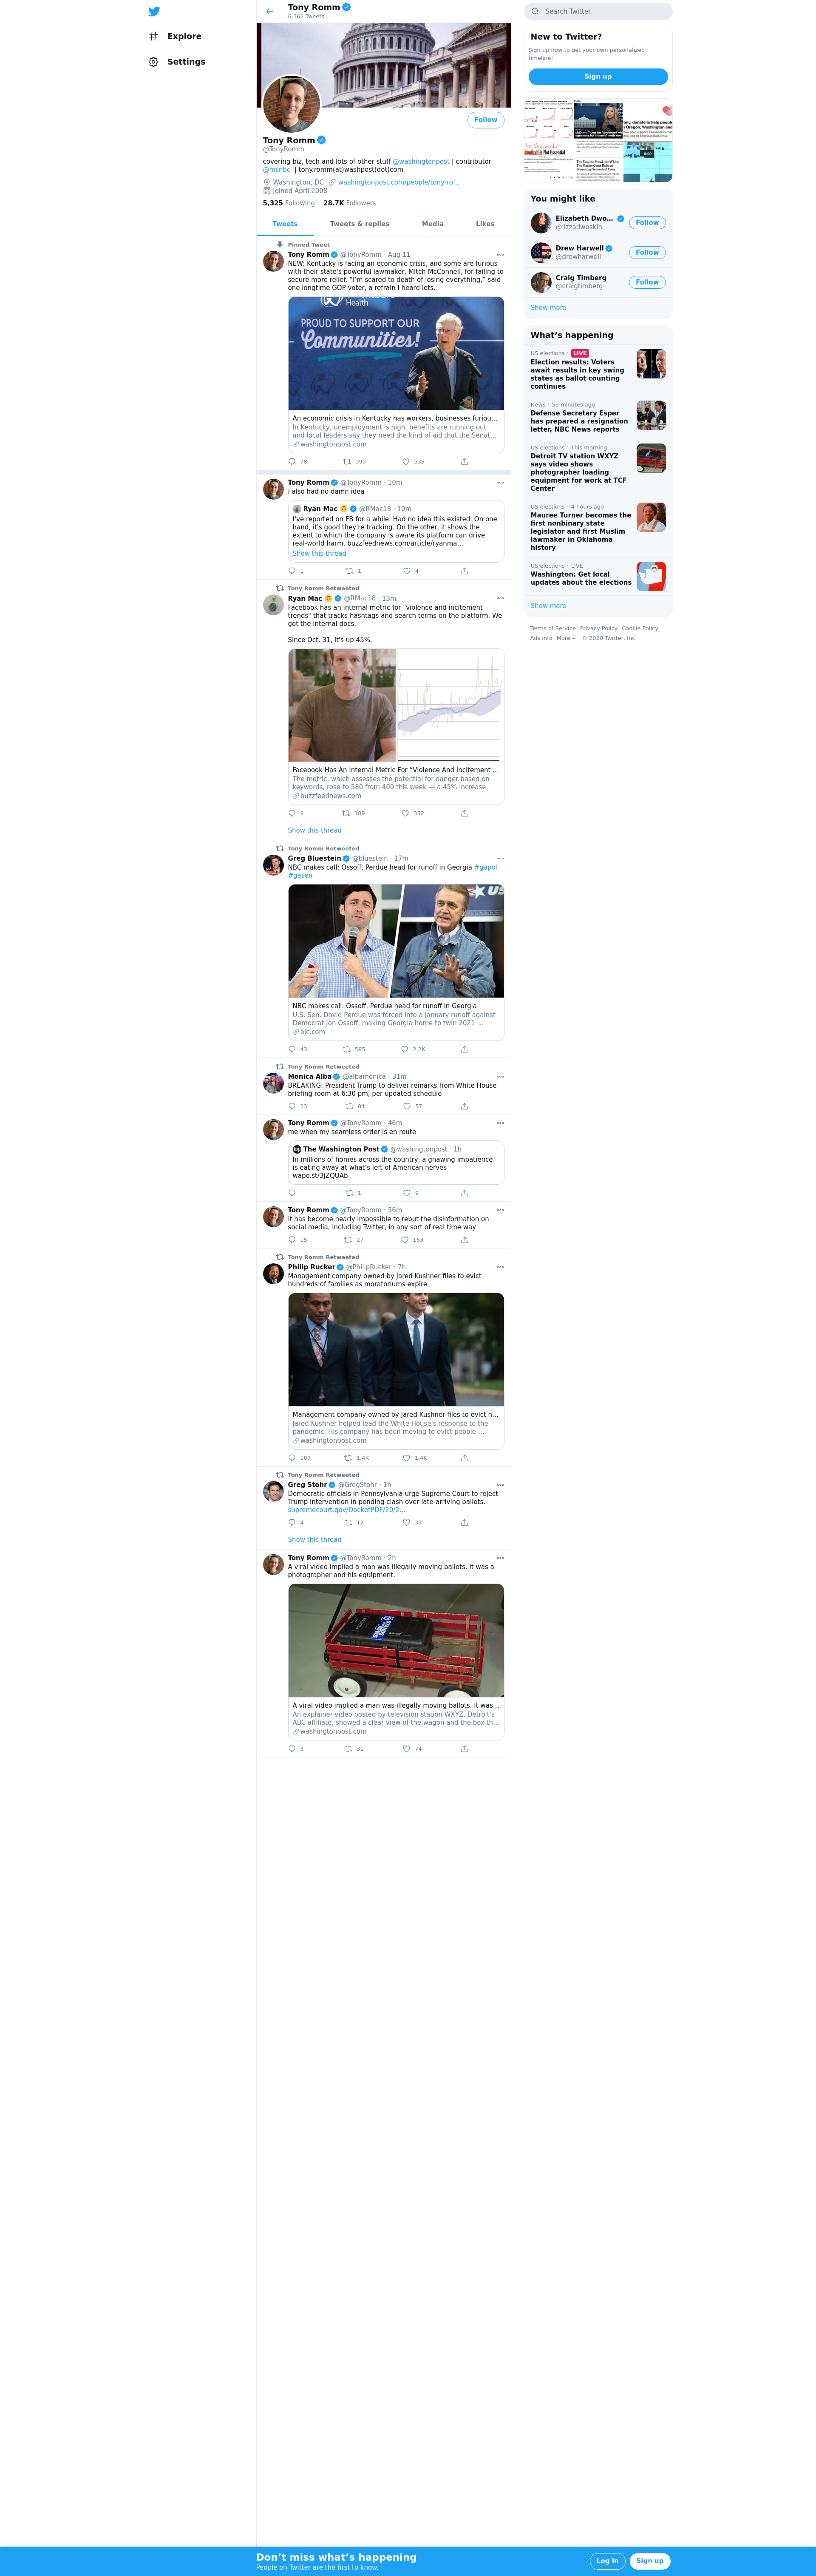 Explore
Settings
Tony Romm
6,362 Tweets
Follow
Tony Romm
@TonyRomm
covering biz, tech and lots of other stuff @washingtonpost | contributor
@msnbc | tony.romm(at)washpost(dot)com
Washington, DC washingtonpost.com/people/tony-ro…
Joined April 2008
5,325 Following 28.7K Followers
Tweets Tweets & replies Media Likes
Pinned Tweet
Tony Romm @TonyRomm · Aug 11
NEW: Kentucky is facing an economic crisis, and some are furious
with their state's powerful lawmaker, Mitch McConnell, for failing to
secure more relief. "I'm scared to death of losing everything," said
one longtime GOP voter, a refrain I heard lots.
Health
PROUD TO SUPPORT OUR
Communities!
An economic crisis in Kentucky has workers, businesses furiou…
In Kentucky, unemployment is high, benefits are running out
and local leaders say they need the kind of aid that the Senat…
washingtonpost.com
78 393 535
Tony Romm @TonyRomm · 10m
i also had no damn idea
Ryan Mac 🙃 @RMac18 · 10m
I've reported on FB for a while. Had no idea this existed. On one
hand, it's good they're tracking. On the other, it shows the
extent to which the company is aware its platform can drive
real-world harm. buzzfeednews.com/article/ryanma…
Show this thread
1 1 4
Tony Romm Retweeted
Ryan Mac 🙃 @RMac18 · 13m
Facebook has an internal metric for "violence and incitement
trends" that tracks hashtags and search terms on the platform. We
got the internal docs.
Since Oct. 31, it's up 45%.
Facebook Has An Internal Metric For "Violence And Incitement …
The metric, which assesses the potential for danger based on
keywords, rose to 580 from 400 this week — a 45% increase.
buzzfeednews.com
8 189 352
Show this thread
Tony Romm Retweeted
Greg Bluestein @bluestein · 17m
NBC makes call: Ossoff, Perdue head for runoff in Georgia #gapol
#gasen
US
NBC makes call: Ossoff, Perdue head for runoff in Georgia
U.S. Sen. David Perdue was forced into a January runoff against
Democrat Jon Ossoff, making Georgia home to twin 2021 …
ajc.com
43 585 2.2K
Tony Romm Retweeted
Monica Alba @albamonica · 31m
BREAKING: President Trump to deliver remarks from White House
briefing room at 6:30 pm, per updated schedule
23 84 57
Tony Romm @TonyRomm · 46m
me when my seamless order is en route
The Washington Post @washingtonpost · 1h
In millions of homes across the country, a gnawing impatience
is eating away at what's left of American nerves
wapo.st/3jZQUAb
1 9
Tony Romm @TonyRomm · 56m
it has become nearly impossible to rebut the disinformation on
social media, including Twitter, in any sort of real time way
15 27 163
Tony Romm Retweeted
Philip Rucker @PhilipRucker · 7h
Management company owned by Jared Kushner files to evict
hundreds of families as moratoriums expire
Management company owned by Jared Kushner files to evict h…
Jared Kushner helped lead the White House's response to the
pandemic. His company has been moving to evict people …
washingtonpost.com
187 1.4K 1.4K
Tony Romm Retweeted
Greg Stohr @GregStohr · 1h
Democratic officials in Pennsylvania urge Supreme Court to reject
Trump intervention in pending clash over late-arriving ballots.
supremecourt.gov/DocketPDF/20/2…
4 12 33
Show this thread
Tony Romm @TonyRomm · 2h
A viral video implied a man was illegally moving ballots. It was a
photographer and his equipment.
A viral video implied a man was illegally moving ballots. It was…
An explainer video posted by television station WXYZ, Detroit's
ABC affiliate, showed a clear view of the wagon and the box th…
washingtonpost.com
3 31 74
Search Twitter
New to Twitter?
Sign up now to get your own personalized
timeline!
Sign up
You might like
Elizabeth Dwo…
@lizzadwoskin
Follow
Drew Harwell
@drewharwell
Follow
Craig Timberg
@craigtimberg
Follow
Show more
What's happening
US elections · LIVE
Election results: Voters
await results in key swing
states as ballot counting
continues
News · 55 minutes ago
Defense Secretary Esper
has prepared a resignation
letter, NBC News reports
US elections · This morning
Detroit TV station WXYZ
says video shows
photographer loading
equipment for work at TCF
Center
US elections · 4 hours ago
Mauree Turner becomes the
first nonbinary state
legislator and first Muslim
lawmaker in Oklahoma
history
US elections · LIVE
Washington: Get local
updates about the elections
Show more
Terms of Service Privacy Policy Cookie Policy
Ads info More © 2020 Twitter, Inc.
Don't miss what's happening
People on Twitter are the first to know.
Log in
Sign up